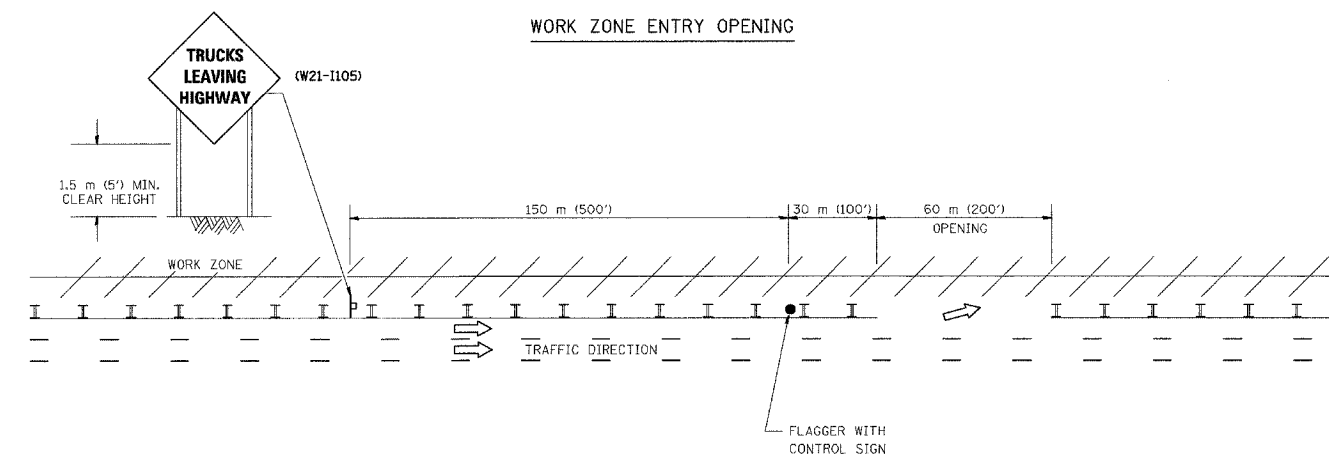 WORK ZONE ENTRY OPENING
TRUCKS
LEAVING
HIGHWAY
(W21-I105)
1.5 m (5') MIN.
CLEAR HEIGHT
150 m (500')
30 m (100')
60 m (200')
OPENING
WORK ZONE
TRAFFIC DIRECTION
FLAGGER WITH
CONTROL SIGN